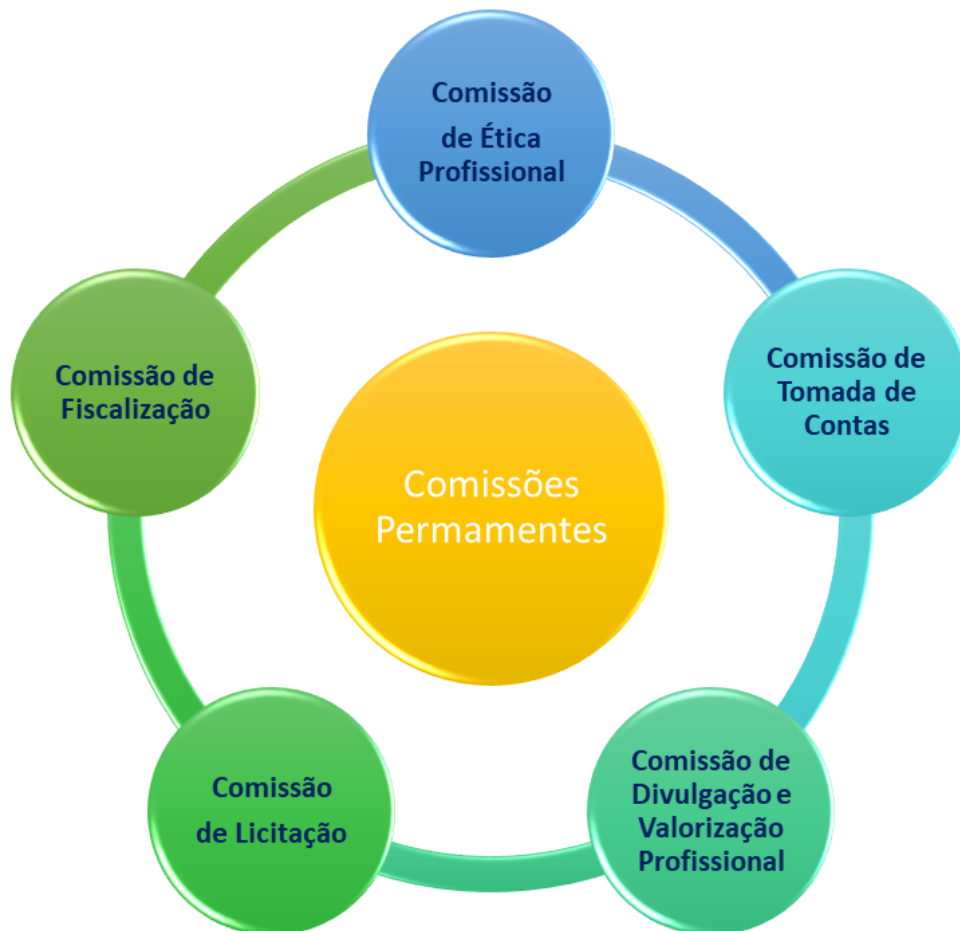 Comissão
de Ética
Profissional
Comissão de
Tomada de
Contas
Comissão de
Divulgação e
Valorização
Profissional
Comissão
de Licitação
Comissão de
Fiscalização
Comissões
Permamentes